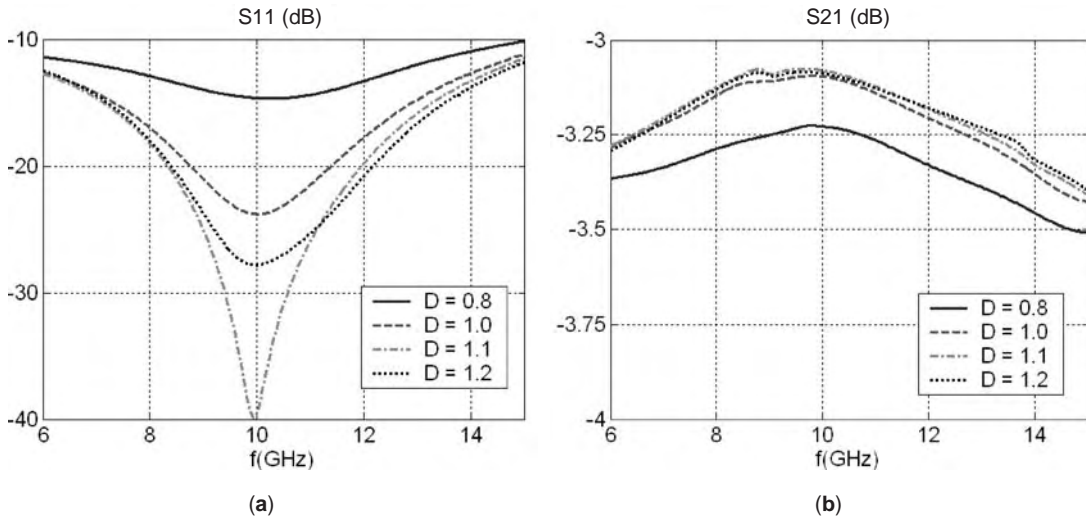 S11 (dB)
-10
-20
-30
-40
6
8
10
12
14
f(GHz)
D = 0.8
D = 1.0
D = 1.1
D = 1.2
(a)
S21 (dB)
-3
-3.25
-3.5
-3.75
-4
6
8
10
12
14
f(GHz)
D = 0.8
D = 1.0
D = 1.1
D = 1.2
(b)